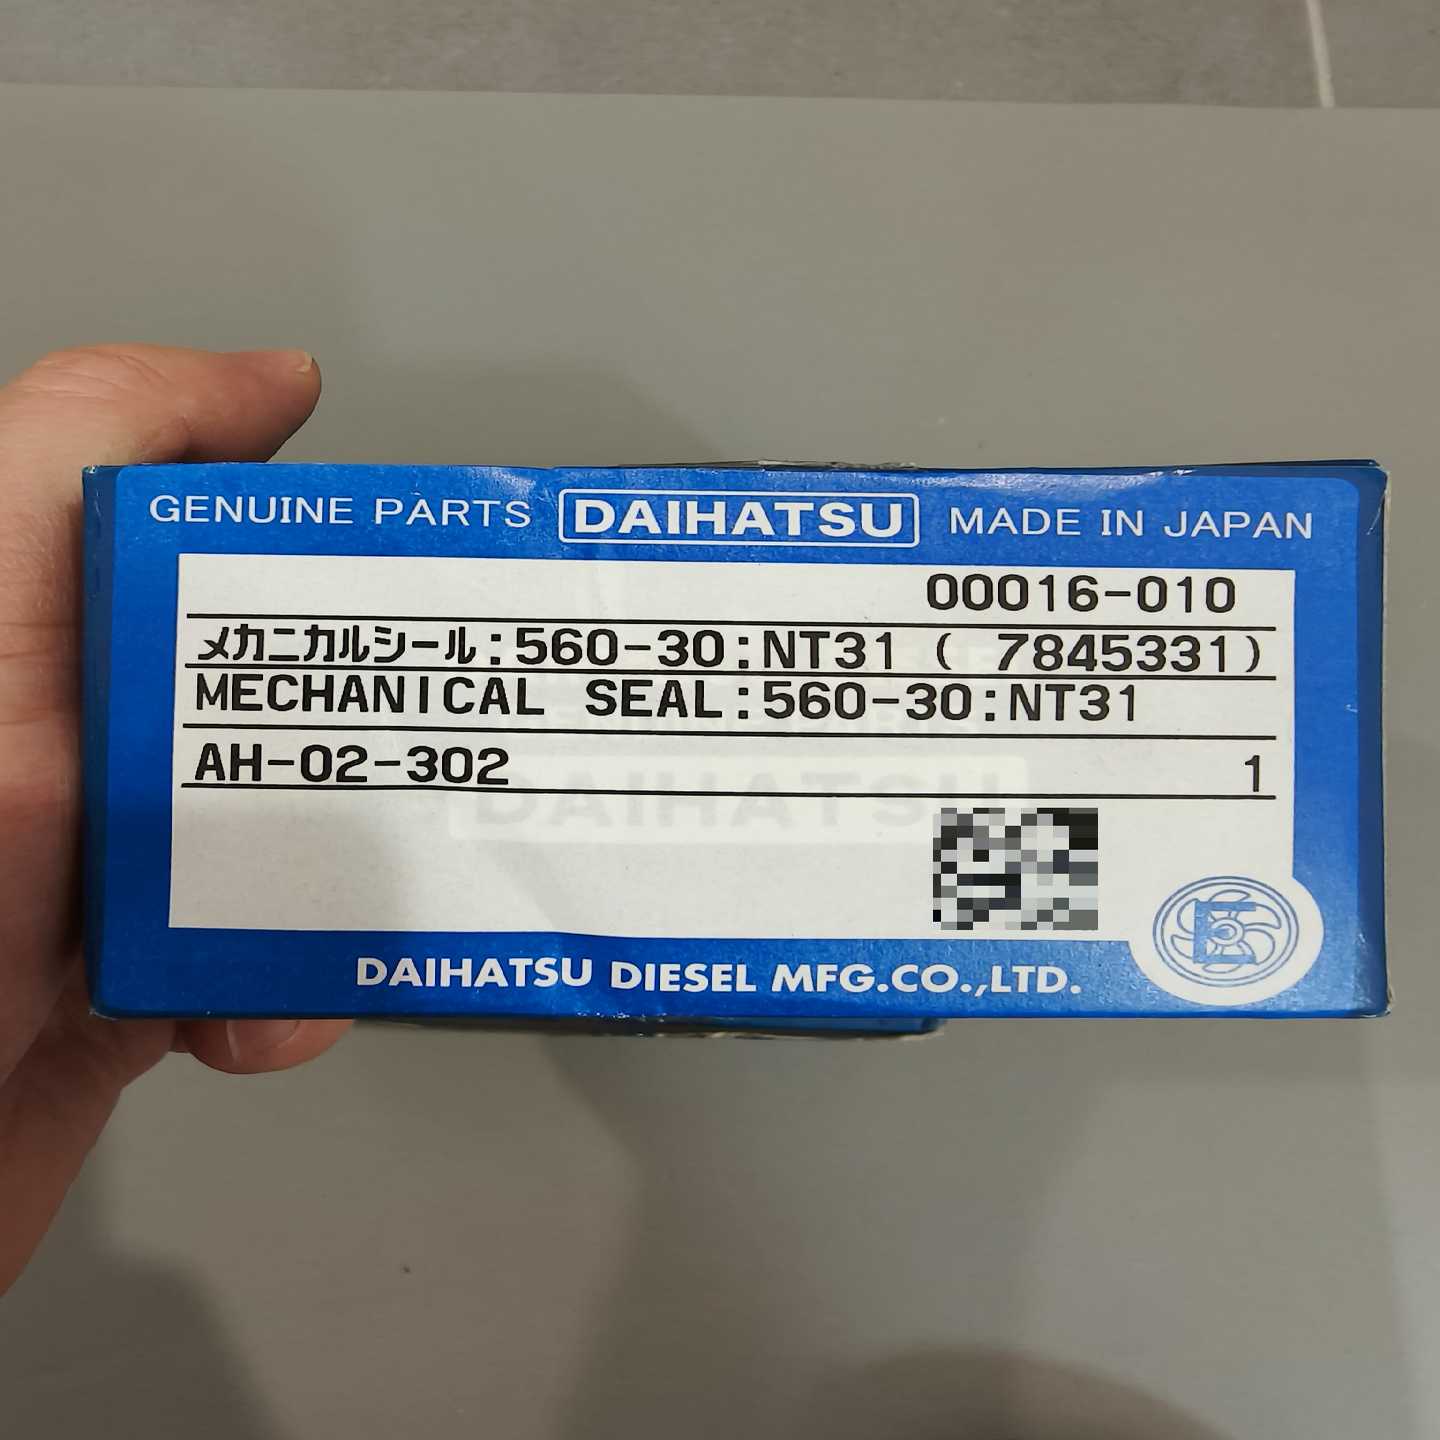 GENUINE PARTS DAIHATSU MADE IN JAPAN
00016-010
メカニカルシール:560-30:NT31 ( 7845331)
MECHANICAL SEAL:560-30:NT31
AH-02-302 1
DAIHATSU
DAIHATSU DIESEL MFG.CO.,LTD.
E